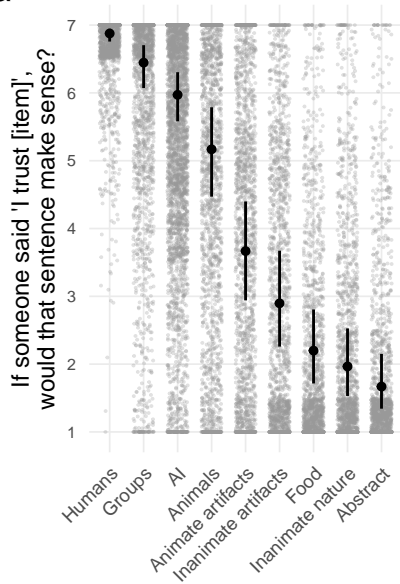 If someone said 'I trust [item]',
would that sentence make sense?
7
6
5
4
3
2
1
Humans
Groups
AI
Animals
Animate artifacts
Inanimate artifacts
Food
Inanimate nature
Abstract